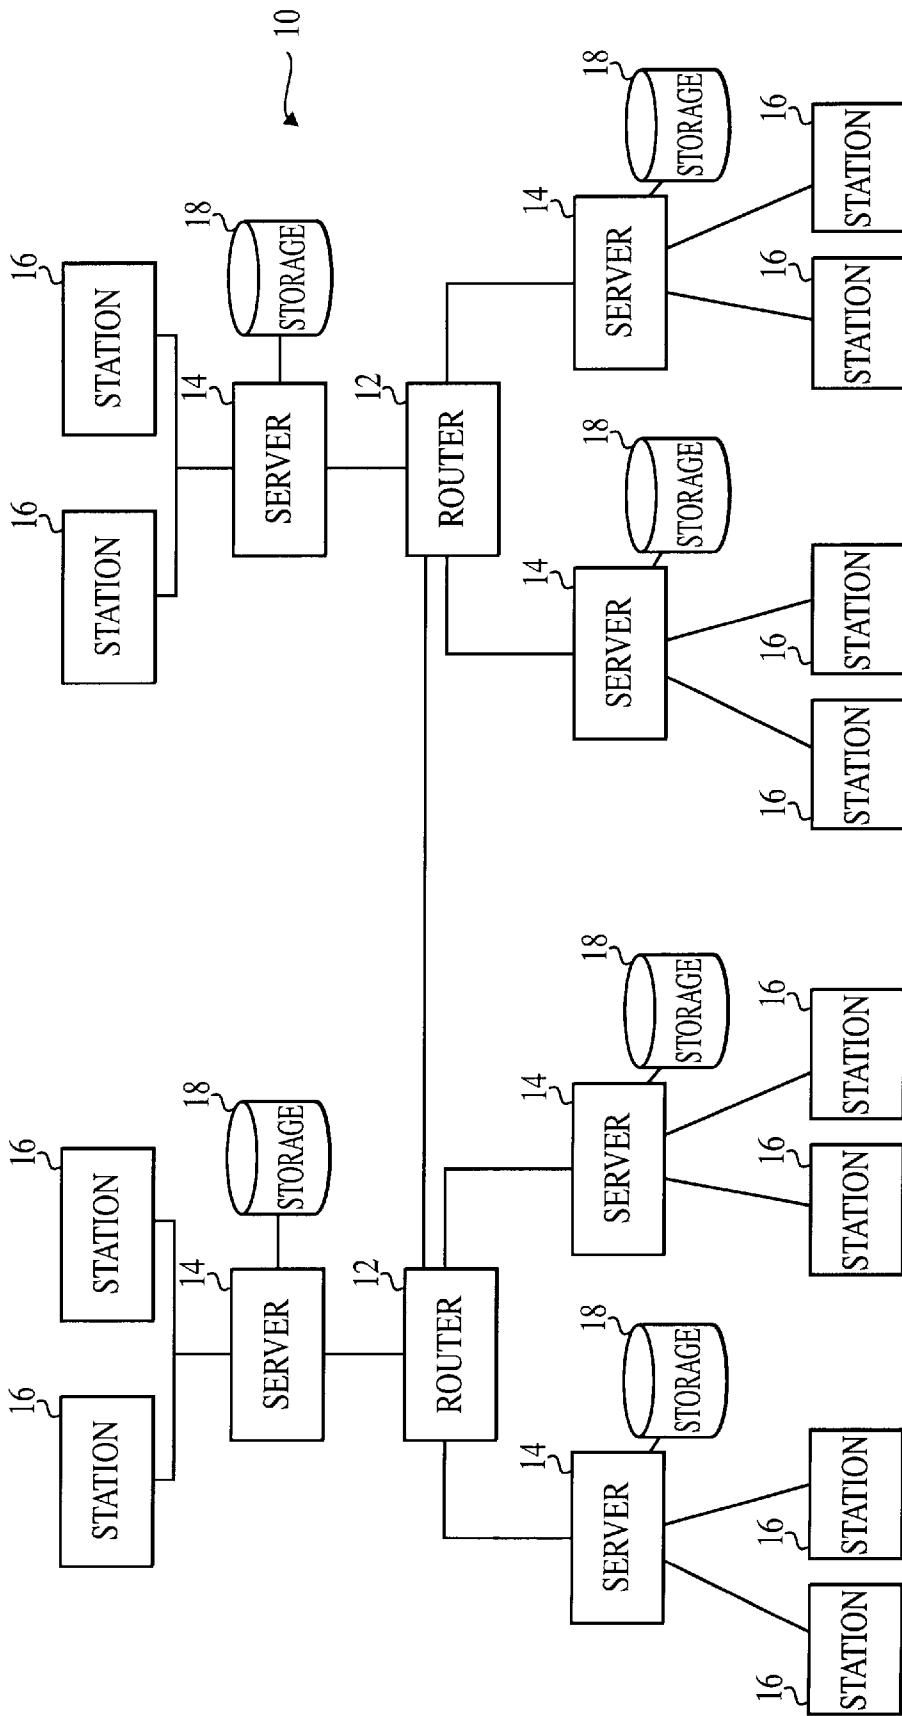 10
16
16
16
16
STATION
STATION
STATION
STATION
14
18
14
18
SERVER
STORAGE
SERVER
STORAGE
12
12
ROUTER
ROUTER
14
14
14
14
18
18
18
18
SERVER
SERVER
SERVER
SERVER
STORAGE
STORAGE
STORAGE
STORAGE
16
16
16
16
16
16
16
16
STATION
STATION
STATION
STATION
STATION
STATION
STATION
STATION